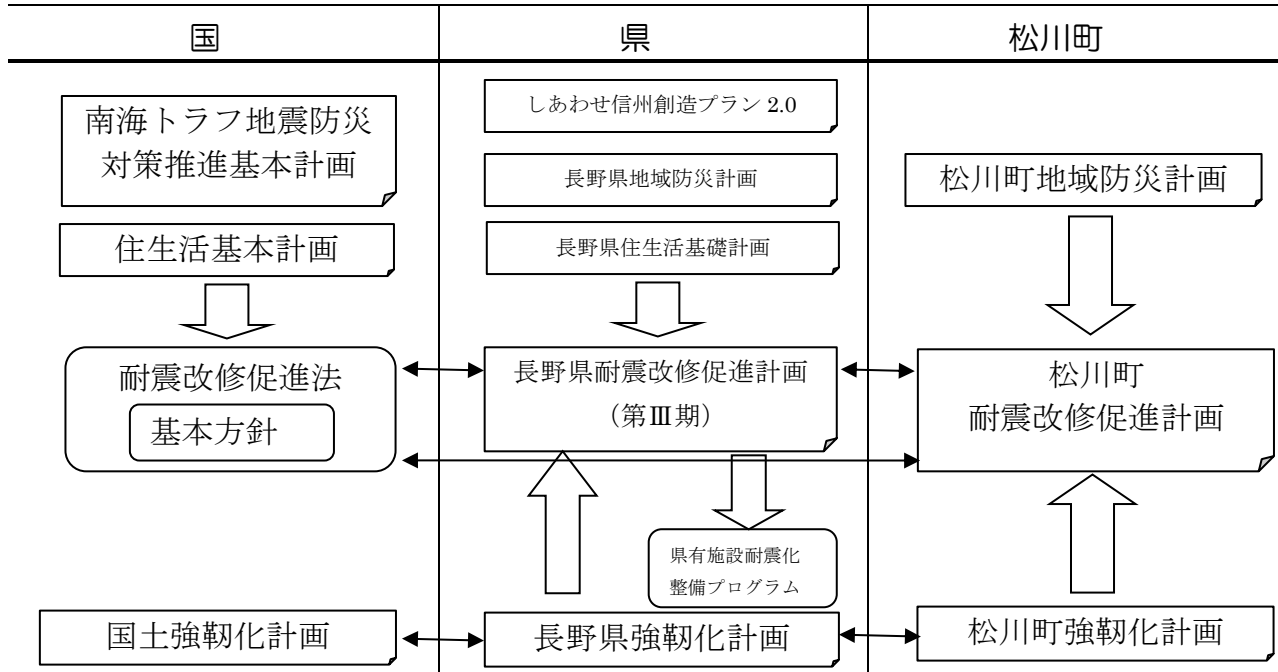 国
県
松川町
南海トラフ地震防災
対策推進基本計画
住生活基本計画
耐震改修促進法
基本方針
国土強靭化計画
しあわせ信州創造プラン 2.0
長野県地域防災計画
長野県住生活基礎計画
長野県耐震改修促進計画
(第Ⅲ期)
県有施設耐震化
整備プログラム
長野県強靭化計画
松川町地域防災計画
松川町
耐震改修促進計画
松川町強靭化計画